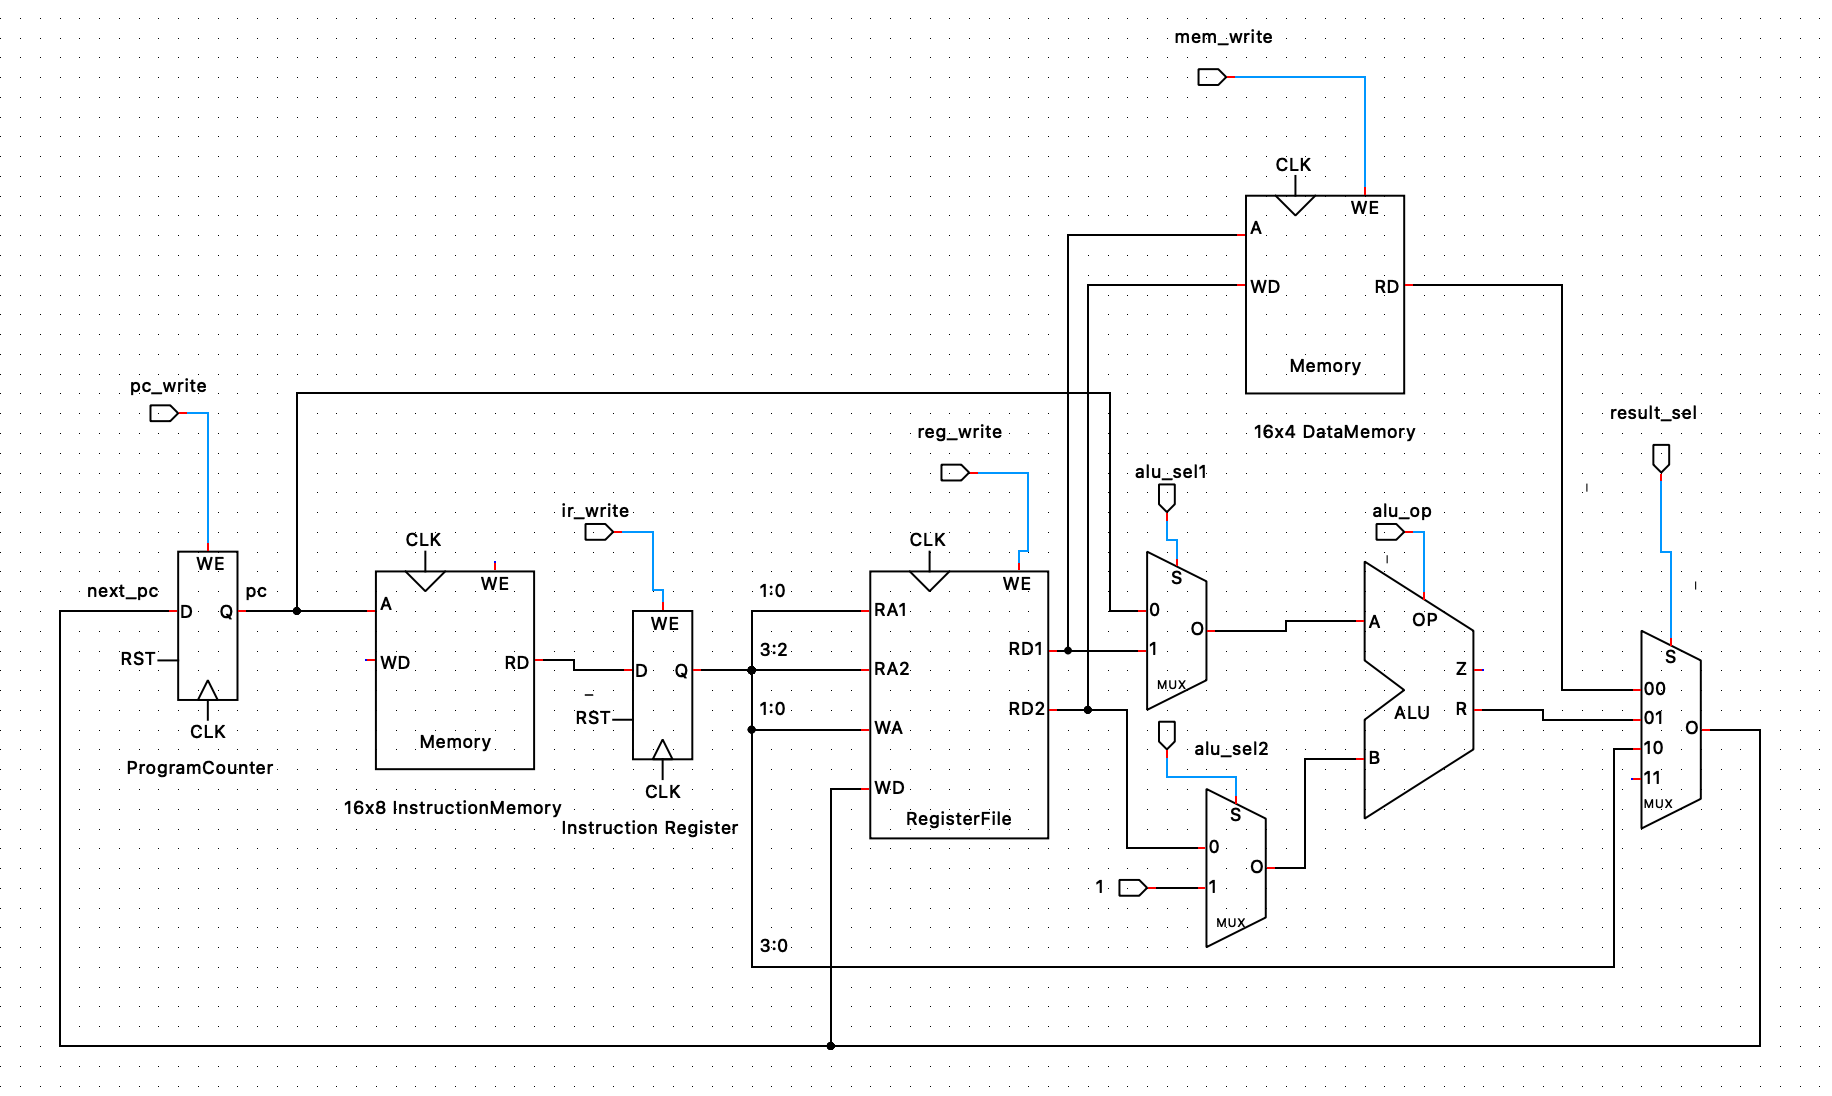 mem_write
CLK
WE
A
WD
RD
Memory
16x4 DataMemory
pc_write
WE
next_pc
D
Q
pc
RST
CLK
ProgramCounter
CLK
WE
A
WD
RD
Memory
16x8 InstructionMemory
ir_write
WE
D
Q
RST
CLK
Instruction Register
1:0
3:2
1:0
3:0
reg_write
CLK
WE
RA1
RA2
WA
WD
RD1
RD2
RegisterFile
alu_sel1
S
0
1
O
MUX
alu_sel2
S
0
1
1
O
MUX
alu_op
OP
A
B
Z
R
ALU
result_sel
S
00
01
10
11
O
MUX